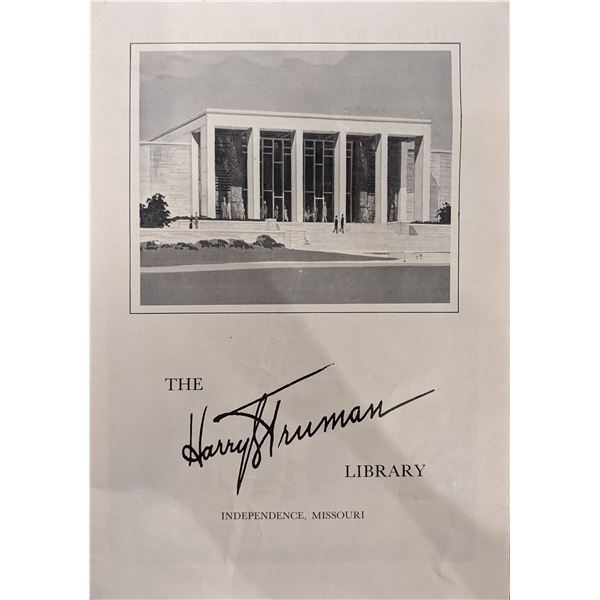 THE
Harry S Truman
LIBRARY
INDEPENDENCE, MISSOURI